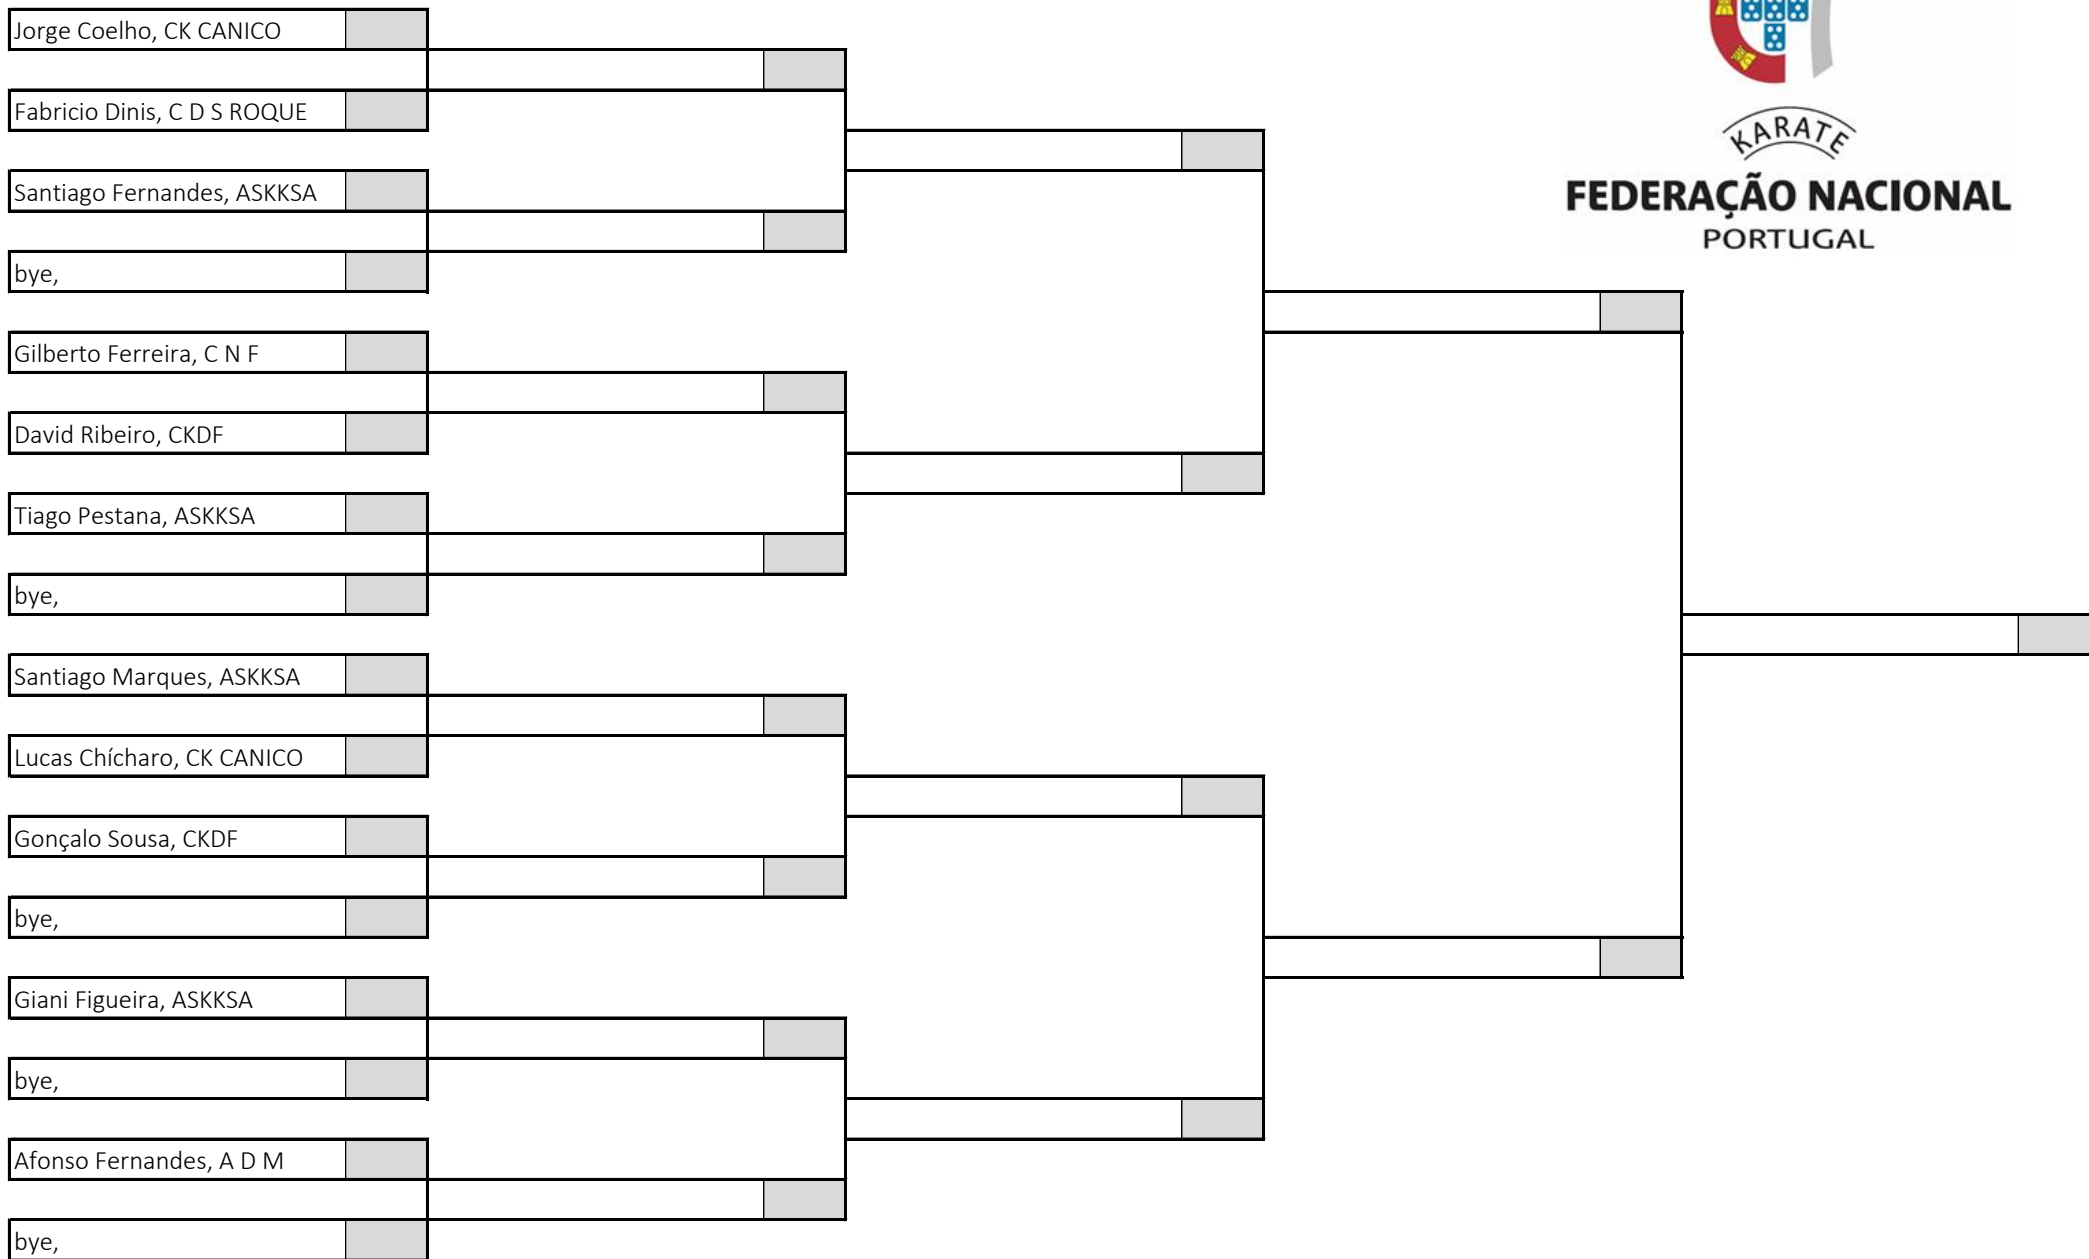 Jorge Coelho, CK CANICO
Fabricio Dinis, C D S ROQUE
Santiago Fernandes, ASKKSA
bye,
Gilberto Ferreira, C N F
David Ribeiro, CKDF
Tiago Pestana, ASKKSA
bye,
Santiago Marques, ASKKSA
Lucas Chícharo, CK CANICO
Gonçalo Sousa, CKDF
bye,
Giani Figueira, ASKKSA
bye,
Afonso Fernandes, A D M
bye,
KARATE
FEDERAÇÃO NACIONAL
PORTUGAL